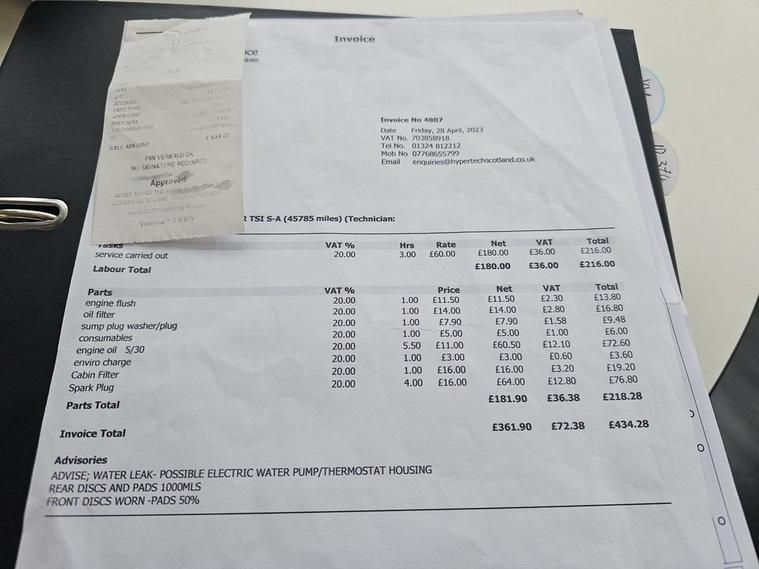 Invoice
Invoice No 4807
Date Friday, 28 April, 2023
VAT No. 703858918
Tel No. 01324 812212
Mob No 07768655799
Email enquiries@hypertechscotland.co.uk
SALE AMOUNT
PIN VERIFIED OK
NO SIGNATURE REQUIRED
Approved
TSI S-A (45785 miles) (Technician:
Tasks VAT % Hrs Rate Net VAT Total
service carried out 20.00 3.00 £60.00 £180.00 £36.00 £216.00
Labour Total £180.00 £36.00 £216.00
Parts VAT % Price Net VAT Total
engine flush 20.00 1.00 £11.50 £11.50 £2.30 £13.80
oil filter 20.00 1.00 £14.00 £14.00 £2.80 £16.80
sump plug washer/plug 20.00 1.00 £7.90 £7.90 £1.58 £9.48
consumables 20.00 1.00 £5.00 £5.00 £1.00 £6.00
engine oil 5/30 20.00 5.50 £11.00 £60.50 £12.10 £72.60
enviro charge 20.00 1.00 £3.00 £3.00 £0.60 £3.60
Cabin Filter 20.00 1.00 £16.00 £16.00 £3.20 £19.20
Spark Plug 20.00 4.00 £16.00 £64.00 £12.80 £76.80
Parts Total £181.90 £36.38 £218.28
Invoice Total £361.90 £72.38 £434.28
Advisories
ADVISE; WATER LEAK- POSSIBLE ELECTRIC WATER PUMP/THERMOSTAT HOUSING
REAR DISCS AND PADS 1000MLS
FRONT DISCS WORN -PADS 50%